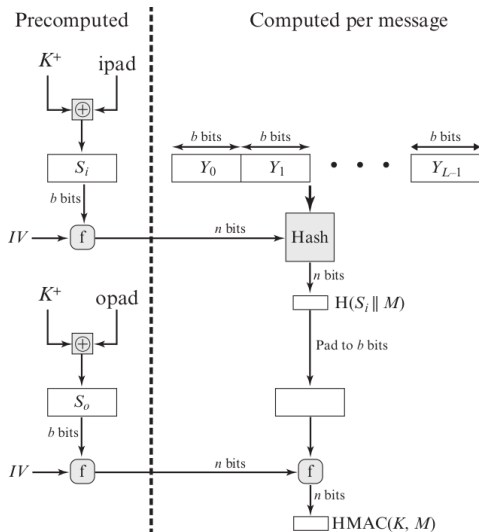 Precomputed
Computed per message
K⁺ ipad
⊕
b bits b bits b bits
Sᵢ
Y₀ Y₁ • • • Y_{L–1}
b bits
IV f n bits Hash
n bits
K⁺ opad
H(Sᵢ || M)
⊕
Pad to b bits
Sₒ
b bits
IV f n bits f
n bits
HMAC(K, M)